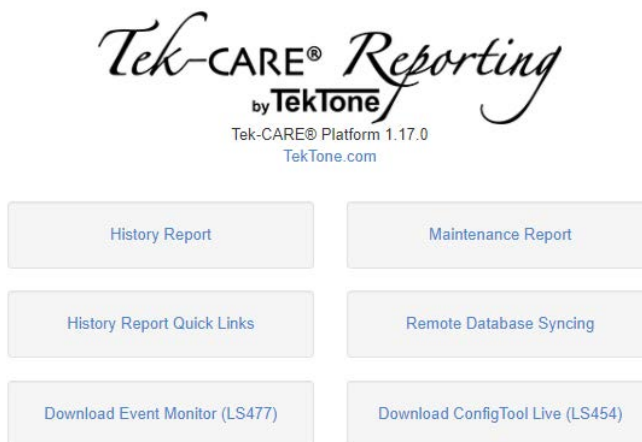 Tek-CARE® Reporting
by TekTone
Tek-CARE® Platform 1.17.0
TekTone.com
History Report
Maintenance Report
History Report Quick Links
Remote Database Syncing
Download Event Monitor (LS477)
Download ConfigTool Live (LS454)